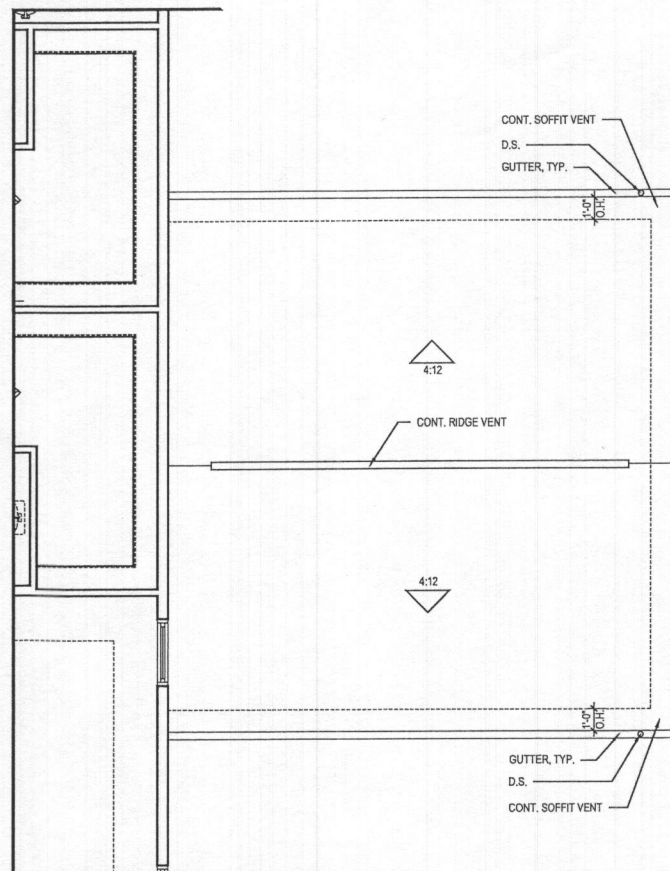 CONT. SOFFIT VENT
D.S.
GUTTER, TYP.
1'-0"
O.H.
4:12
CONT. RIDGE VENT
4:12
1'-0"
O.H.
GUTTER, TYP.
D.S.
CONT. SOFFIT VENT